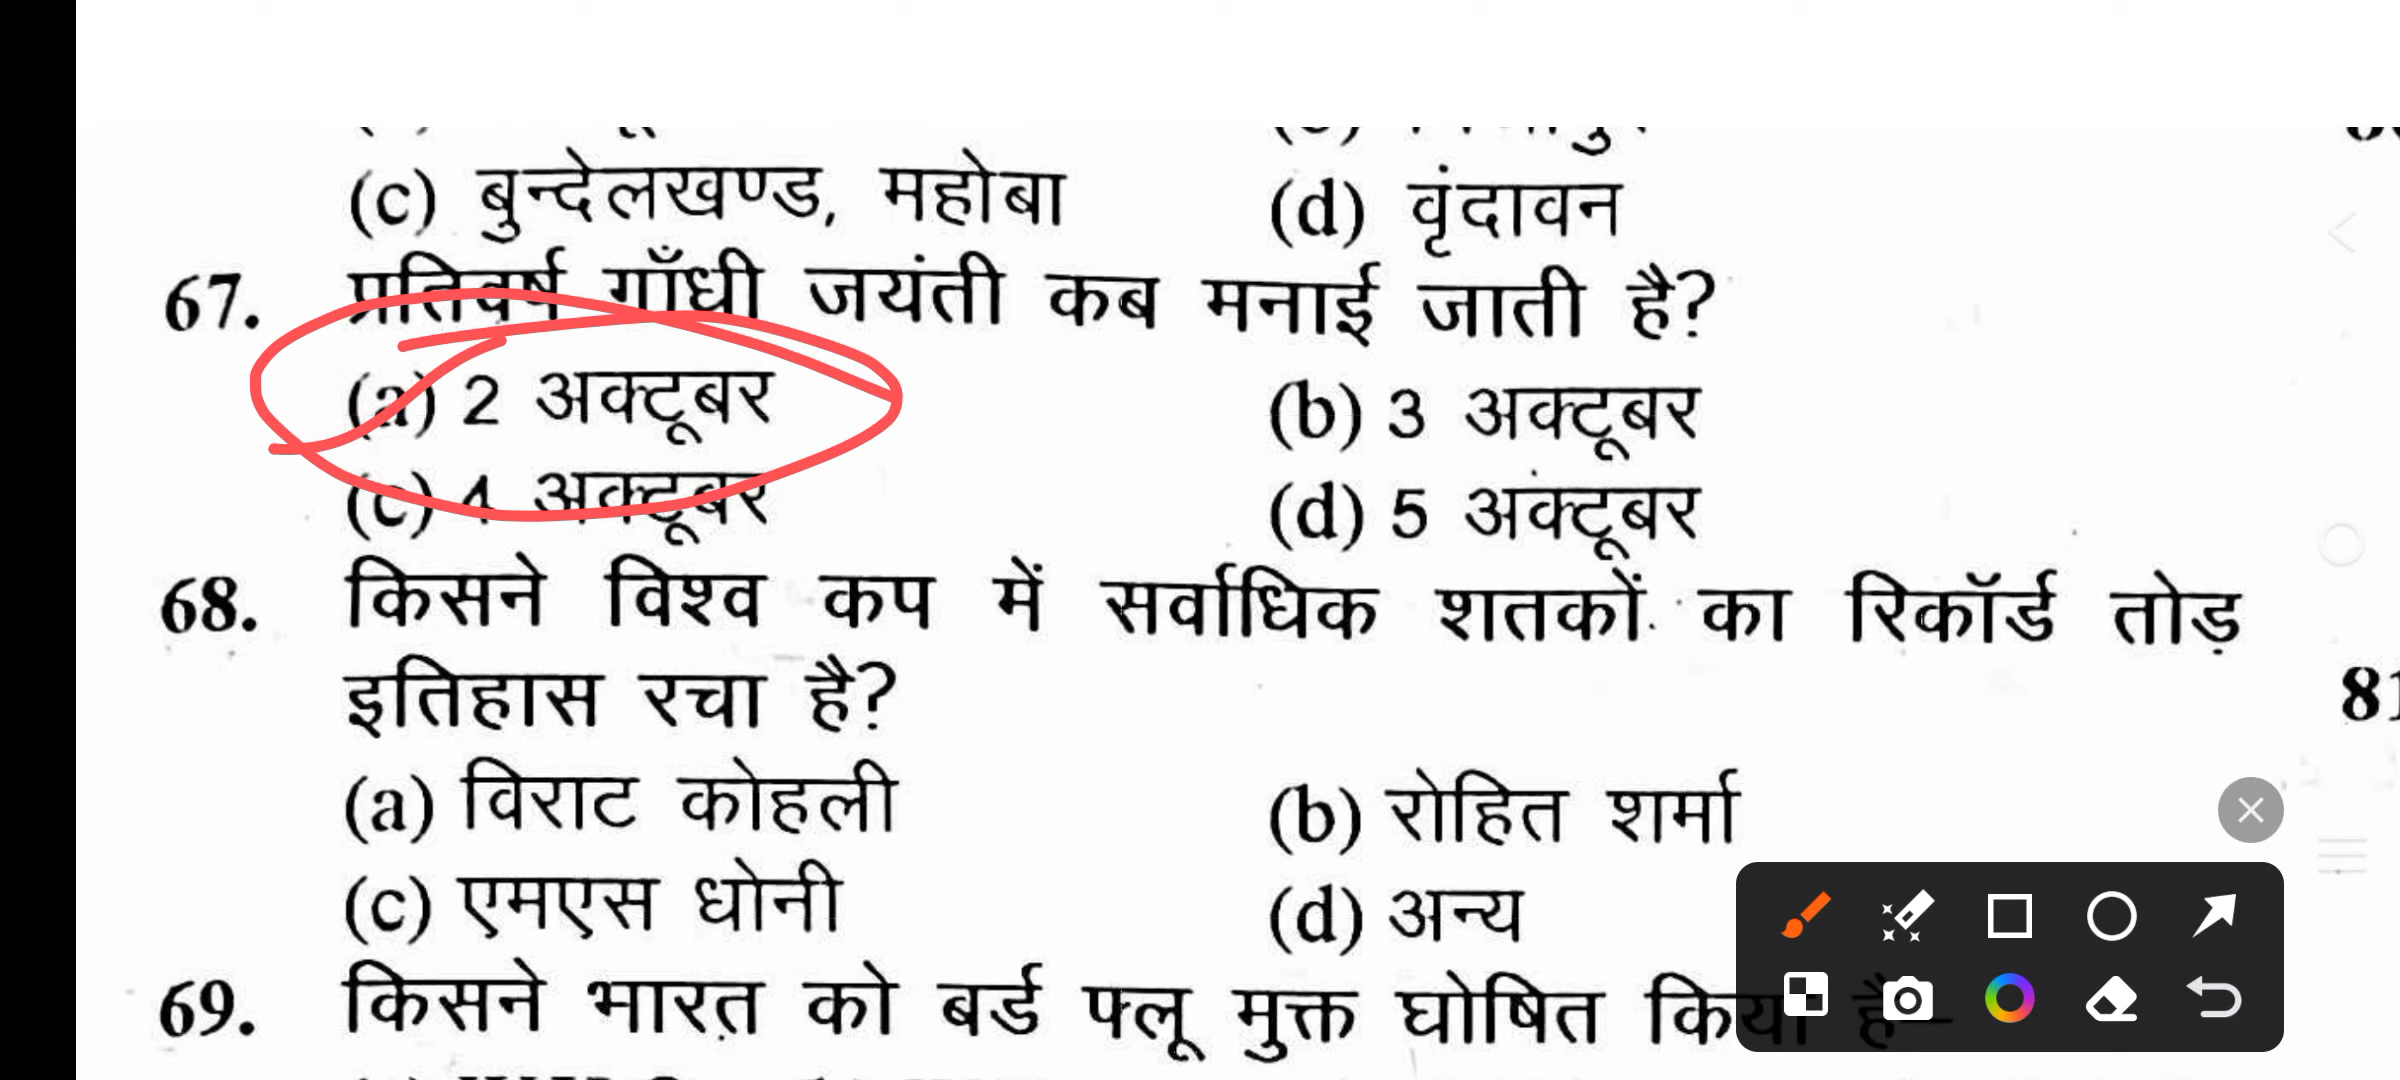 (c) बुन्देलखण्ड, महोबा (d) वृंदावन
67. प्रतिवर्ष गाँधी जयंती कब मनाई जाती है?
(a) 2 अक्टूबर (b) 3 अक्टूबर
(c) 4 अक्टूबर (d) 5 अक्टूबर
68. किसने विश्व कप में सर्वाधिक शतकों का रिकॉर्ड तोड़
इतिहास रचा है?
81
(a) विराट कोहली (b) रोहित शर्मा
(c) एमएस धोनी (d) अन्य
69. किसने भारत को बर्ड फ्लू मुक्त घोषित किया है—